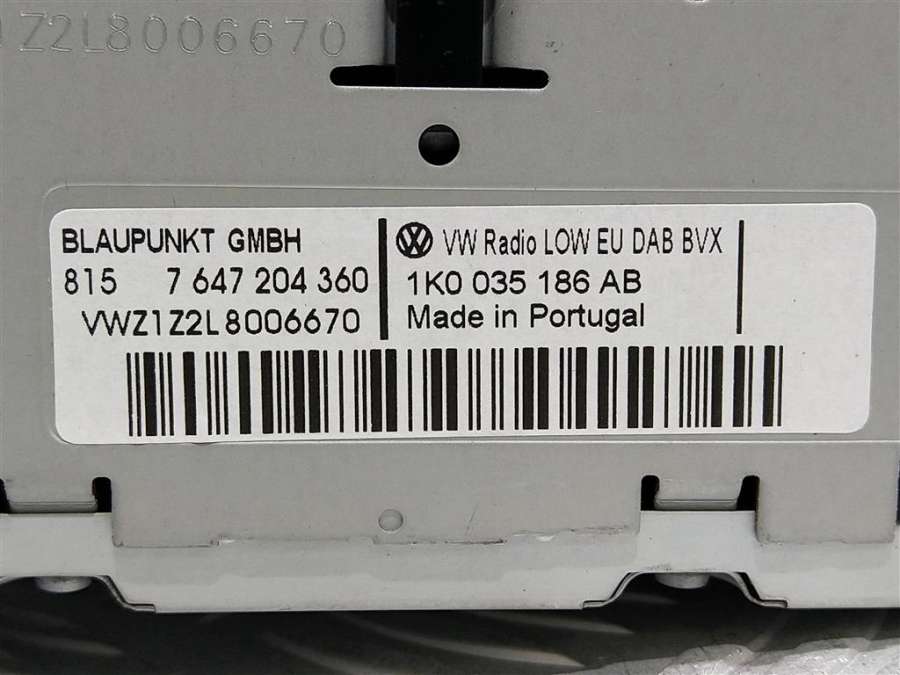 Z2L8006670
BLAUPUNKT GMBH
815 7 647 204 360
VWZ1Z2L8006670
VW Radio LOW EU DAB BVX
1K0 035 186 AB
Made in Portugal